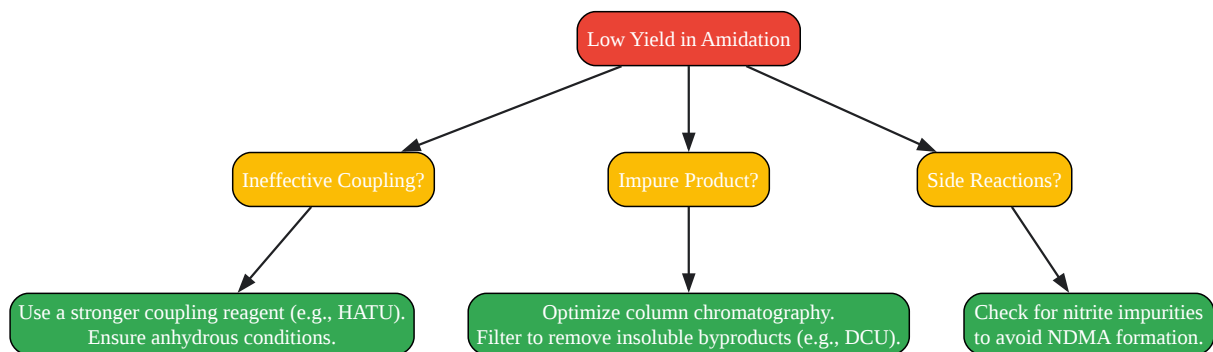 Low Yield in Amidation
Ineffective Coupling?
Impure Product?
Side Reactions?
Use a stronger coupling reagent (e.g., HATU).
Ensure anhydrous conditions.
Optimize column chromatography.
Filter to remove insoluble byproducts (e.g., DCU).
Check for nitrite impurities
to avoid NDMA formation.